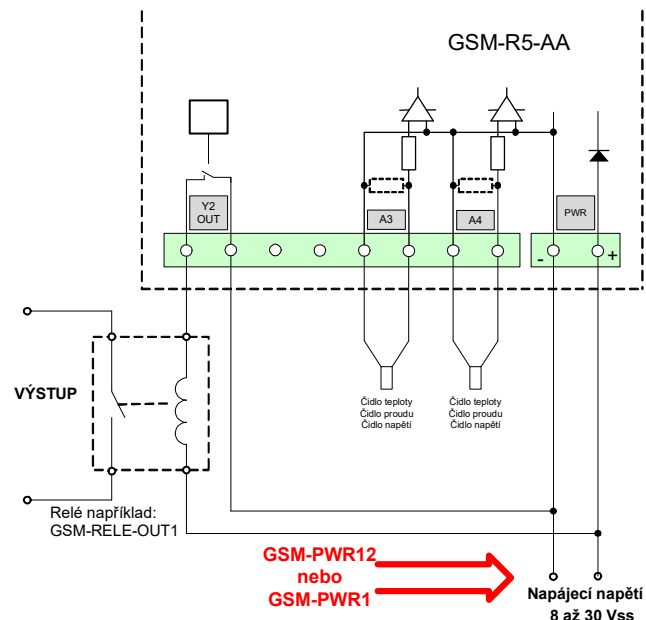 GSM-R5-AA
Y2
OUT
A3
A4
PWR
-
+
VÝSTUP
Čidlo teploty
Čidlo proudu
Čidlo napětí
Čidlo teploty
Čidlo proudu
Čidlo napětí
Relé například:
GSM-RELE-OUT1
GSM-PWR12
nebo
GSM-PWR1
Napájecí napětí
8 až 30 Vss